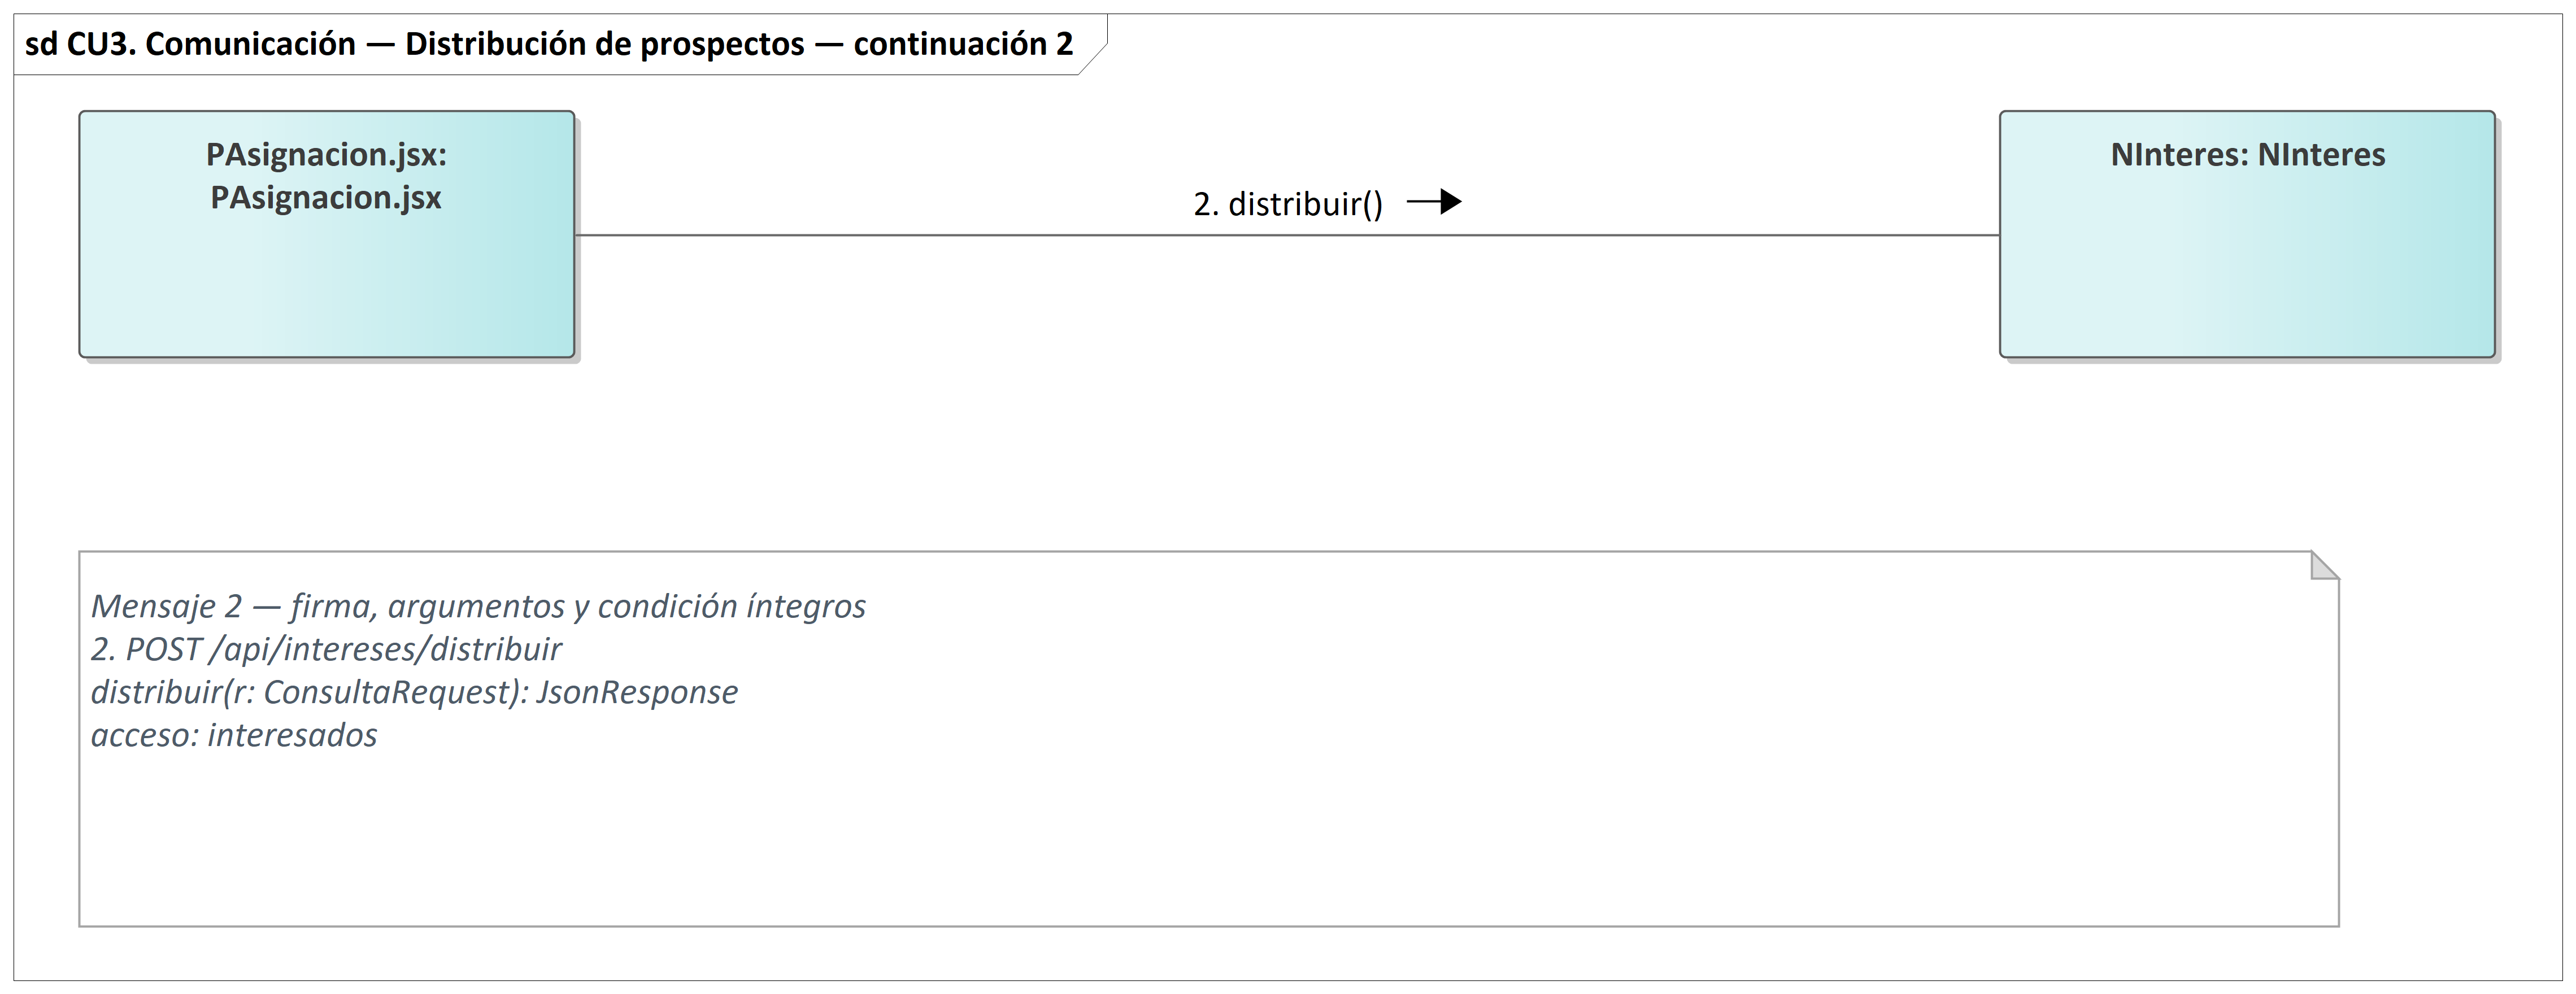 sd CU3. Comunicación — Distribución de prospectos — continuación 2
PAsignacion.jsx:
PAsignacion.jsx
2. distribuir()
NInteres: NInteres
Mensaje 2 — firma, argumentos y condición íntegros
2. POST /api/intereses/distribuir
distribuir(r: ConsultaRequest): JsonResponse
acceso: interesados